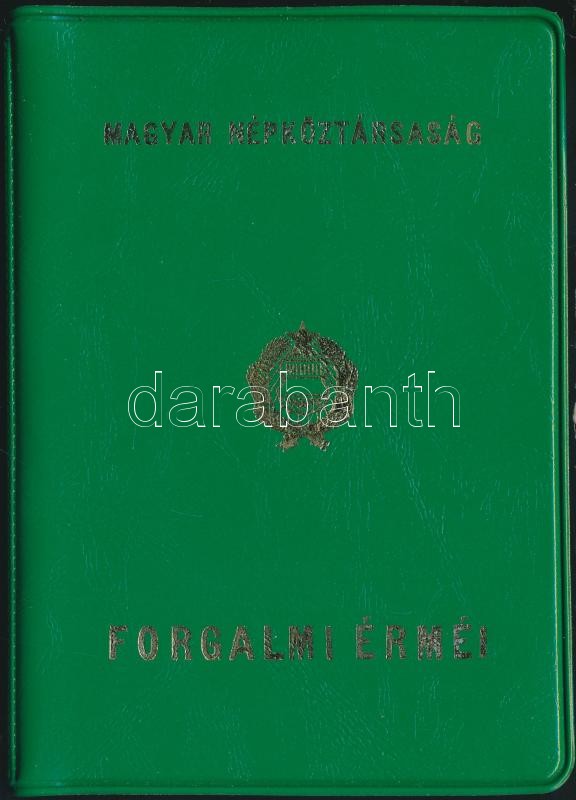 MAGYAR NÉPKÖZTÁRSASÁG
darabanth
FORGALMI ÉRMÉI